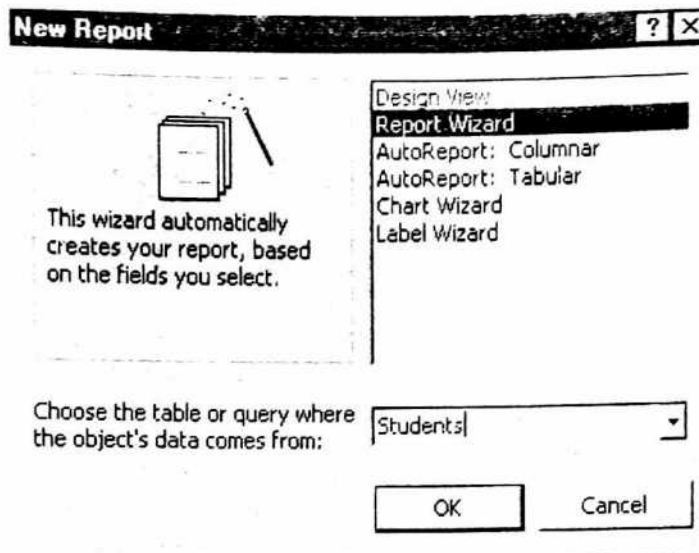 New Report
Design View
Report Wizard
AutoReport: Columnar
AutoReport: Tabular
Chart Wizard
Label Wizard
This wizard automatically
creates your report, based
on the fields you select.
Choose the table or query where
the object's data comes from:
Students
OK
Cancel